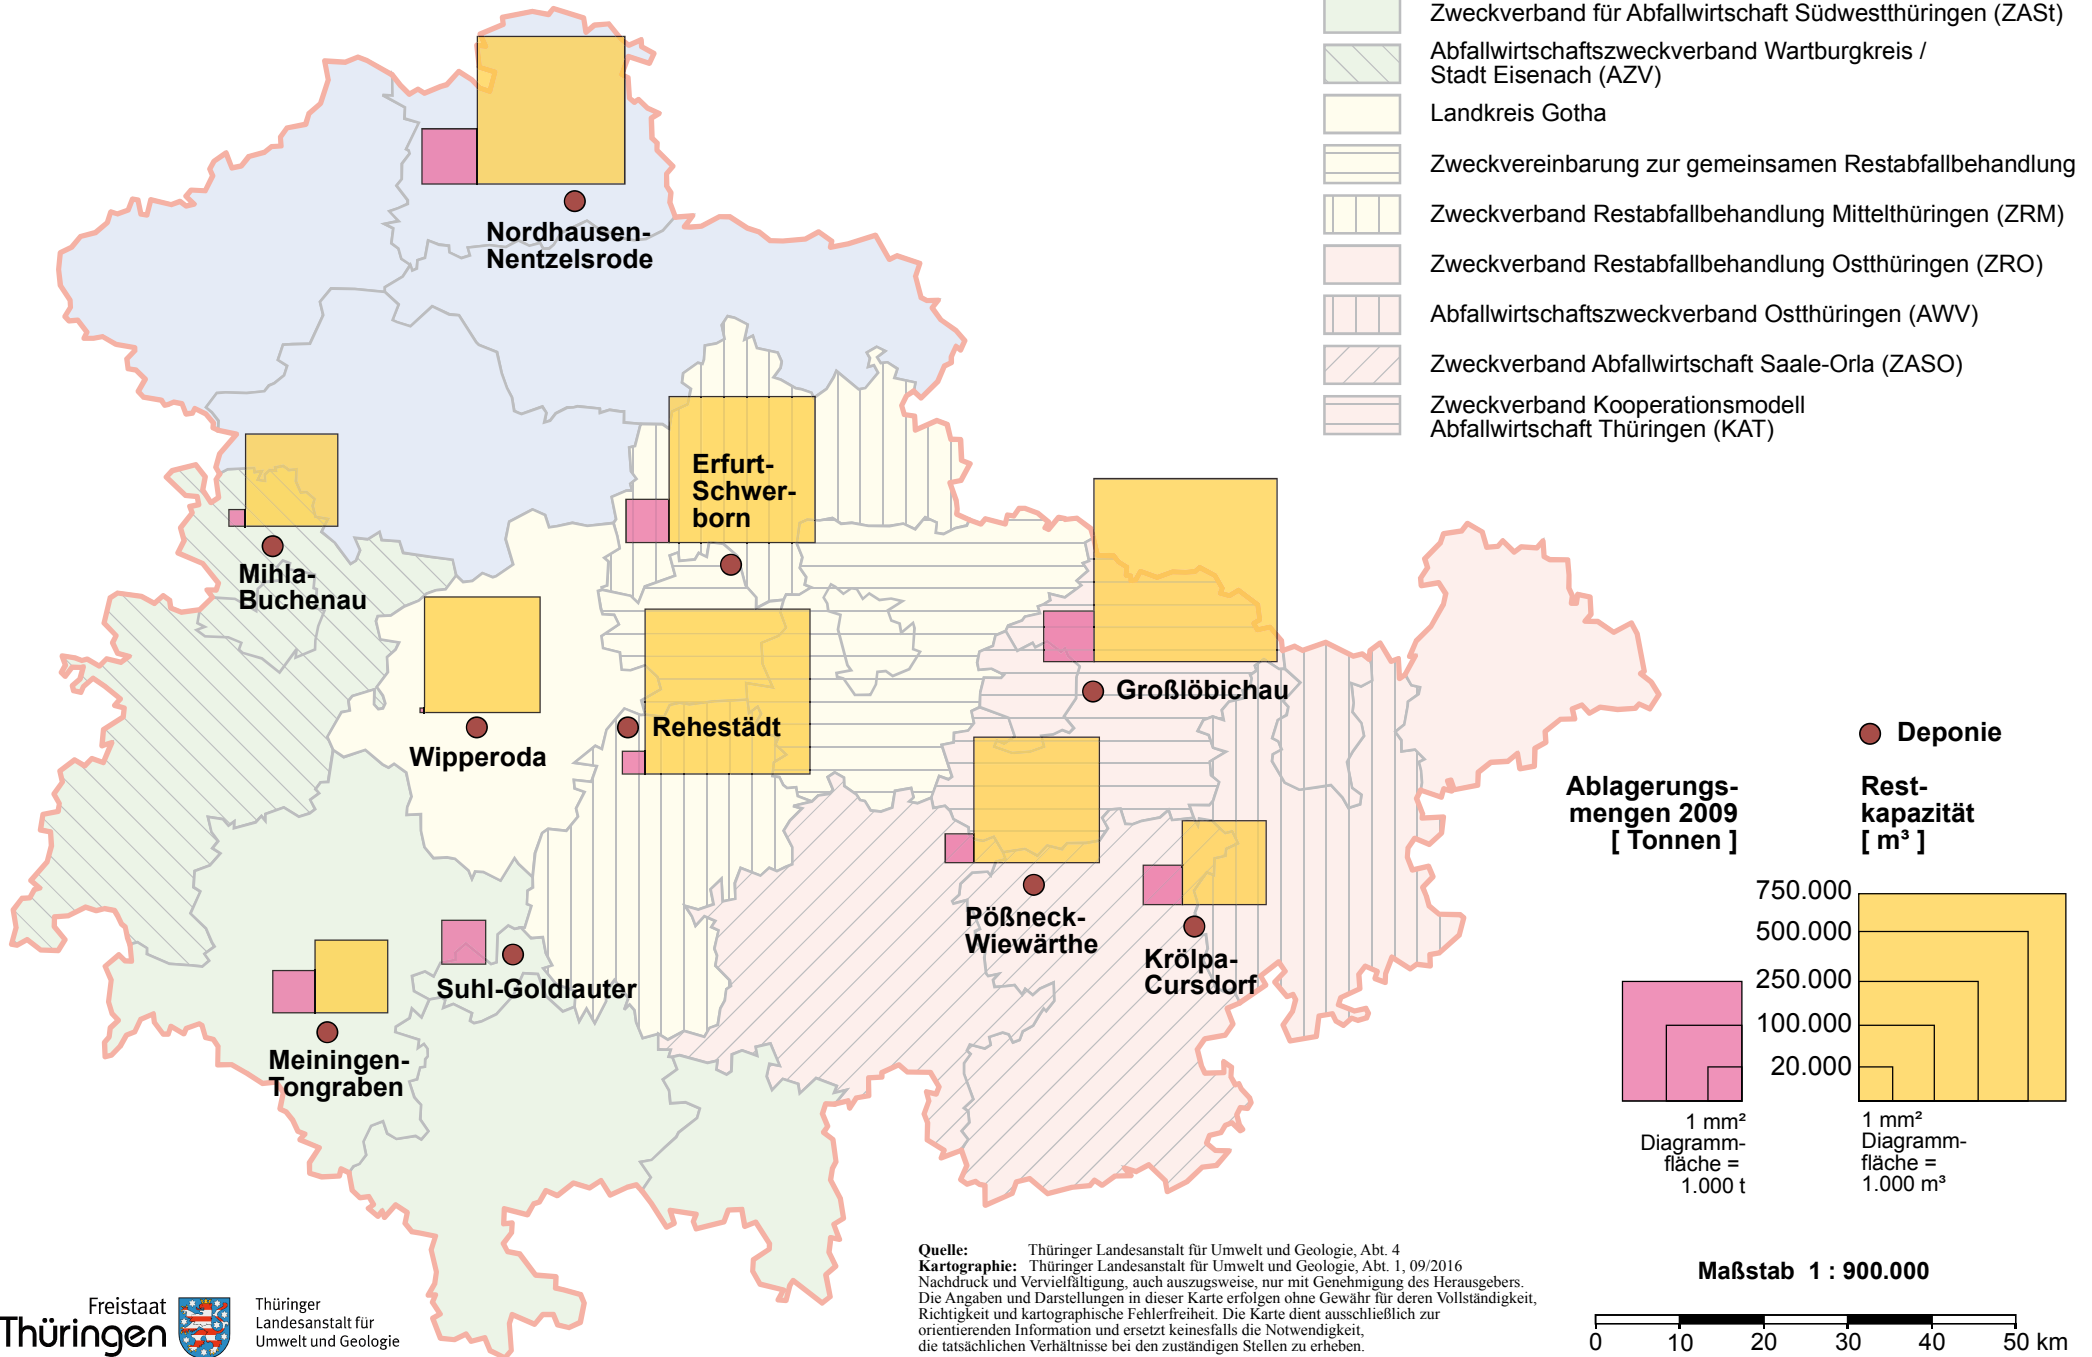 Zweckverband für Abfallwirtschaft Südwestthüringen (ZASt)
Abfallwirtschaftszweckverband Wartburgkreis /
Stadt Eisenach (AZV)
Landkreis Gotha
Zweckvereinbarung zur gemeinsamen Restabfallbehandlung
Zweckverband Restabfallbehandlung Mittelthüringen (ZRM)
Zweckverband Restabfallbehandlung Ostthüringen (ZRO)
Abfallwirtschaftszweckverband Ostthüringen (AWV)
Zweckverband Abfallwirtschaft Saale-Orla (ZASO)
Zweckverband Kooperationsmodell
Abfallwirtschaft Thüringen (KAT)
Nordhausen-
Nentzelsrode
Erfurt-
Schwer-
born
Mihla-
Buchenau
Großlöbichau
Rehestädt
Wipperoda
Pößneck-
Wiewärthe
Krölpa-
Cursdorf
Suhl-Goldlauter
Meiningen-
Tongraben
Deponie
Ablagerungs-
mengen 2009
[ Tonnen ]
Rest-
kapazität
[ m³ ]
750.000
500.000
250.000
100.000
20.000
1 mm²
Diagramm-
fläche =
1.000 t
1 mm²
Diagramm-
fläche =
1.000 m³
Maßstab 1 : 900.000
0 10 20 30 40 50 km
Quelle: Thüringer Landesanstalt für Umwelt und Geologie, Abt. 4
Kartographie: Thüringer Landesanstalt für Umwelt und Geologie, Abt. 1, 09/2016
Nachdruck und Vervielfältigung, auch auszugsweise, nur mit Genehmigung des Herausgebers.
Die Angaben und Darstellungen in dieser Karte erfolgen ohne Gewähr für deren Vollständigkeit,
Richtigkeit und kartographische Fehlerfreiheit. Die Karte dient ausschließlich zur
orientierenden Information und ersetzt keinesfalls die Notwendigkeit,
die tatsächlichen Verhältnisse bei den zuständigen Stellen zu erheben.
Freistaat
Thüringen
Thüringer
Landesanstalt für
Umwelt und Geologie